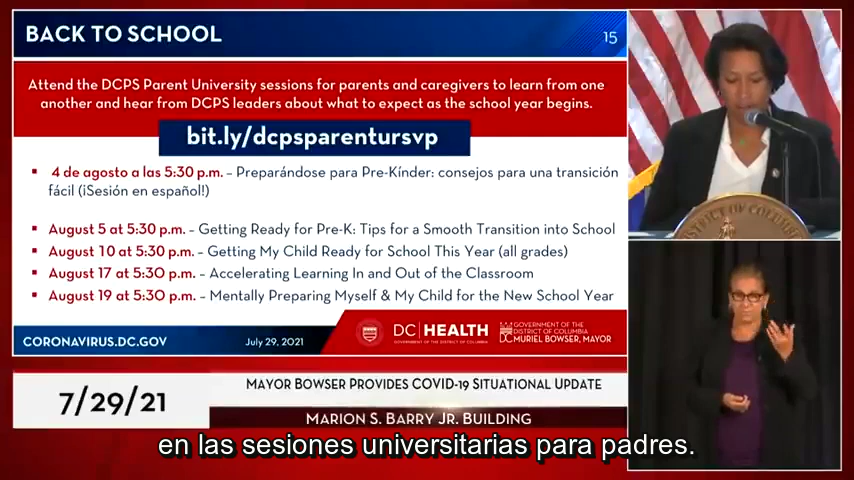 BACK TO SCHOOL
15
Attend the DCPS Parent University sessions for parents and caregivers to learn from one
another and hear from DCPS leaders about what to expect as the school year begins.
bit.ly/dcpsparentursvp
4 de agosto a las 5:30 p.m. – Preparándose para Pre-Kínder: consejos para una transición
fácil (¡Sesión en español!)
August 5 at 5:30 p.m. – Getting Ready for Pre-K: Tips for a Smooth Transition into School
August 10 at 5:30 p.m. – Getting My Child Ready for School This Year (all grades)
August 17 at 5:30 p.m. – Accelerating Learning In and Out of the Classroom
August 19 at 5:30 p.m. – Mentally Preparing Myself & My Child for the New School Year
CORONAVIRUS.DC.GOV
July 29, 2021
DC | HEALTH
GOVERNMENT OF THE DISTRICT OF COLUMBIA
GOVERNMENT OF THE
DISTRICT OF COLUMBIA
DC MURIEL BOWSER, MAYOR
DISTRICT OF COLUMB
7/29/21
MAYOR BOWSER PROVIDES COVID-19 SITUATIONAL UPDATE
MARION S. BARRY JR. BUILDING
en las sesiones universitarias para padres.